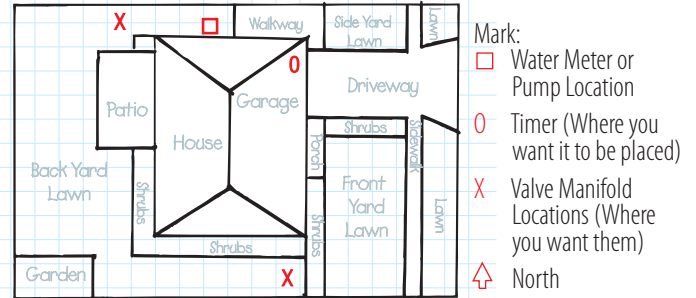 Walkway
Side Yard
Lawn
Lawn
Patio
Garage
Driveway
House
Porch
Shrubs
Sidewalk
Back Yard
Lawn
Shrubs
Front
Yard
Lawn
Shrubs
Lawn
Shrubs
Garden
X
O
X
Mark:
Water Meter or
Pump Location
O Timer (Where you
want it to be placed)
X Valve Manifold
Locations (Where
you want them)
North